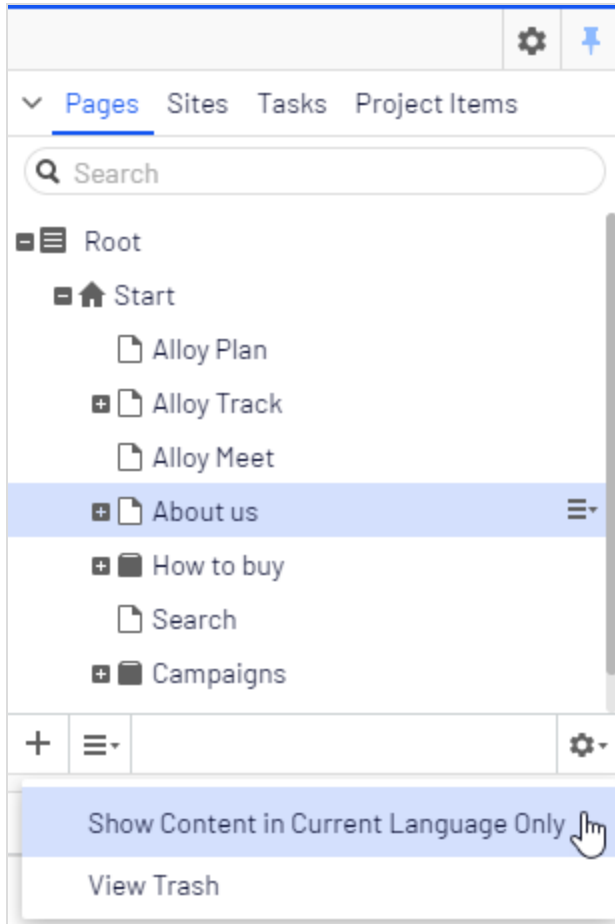 Pages Sites Tasks Project Items
Search
Root
Start
Alloy Plan
Alloy Track
Alloy Meet
About us
How to buy
Search
Campaigns
Show Content in Current Language Only
View Trash